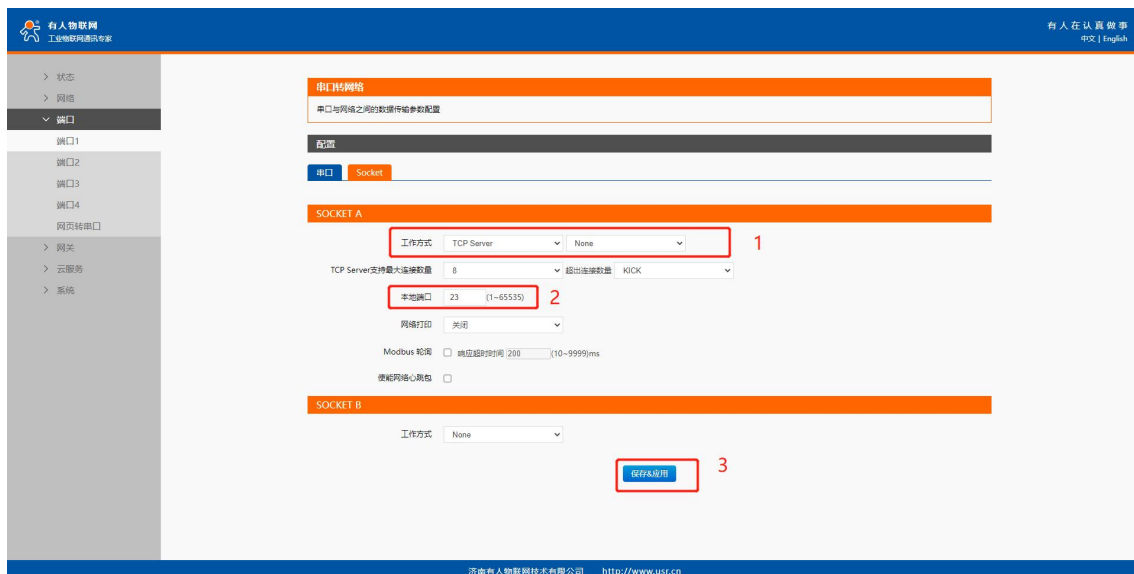 有人物联网
工业物联网通讯专家
有人在认真做事
中文 | English
状态
网络
端口
端口1
端口2
端口3
端口4
网页转串口
网关
云服务
系统
串口转网络
串口与网络之间的数据传输参数配置
配置
串口 Socket
SOCKET A
工作方式 TCP Server None 1
TCP Server支持最大连接数量 8 超出连接数量 KICK
本地端口 23 (1~65535) 2
网络打印 关闭
Modbus 轮询 响应超时时间 200 (10~9999)ms
使能网络心跳包
SOCKET B
工作方式 None
保存&应用 3
济南有人物联网技术有限公司 http://www.usr.cn